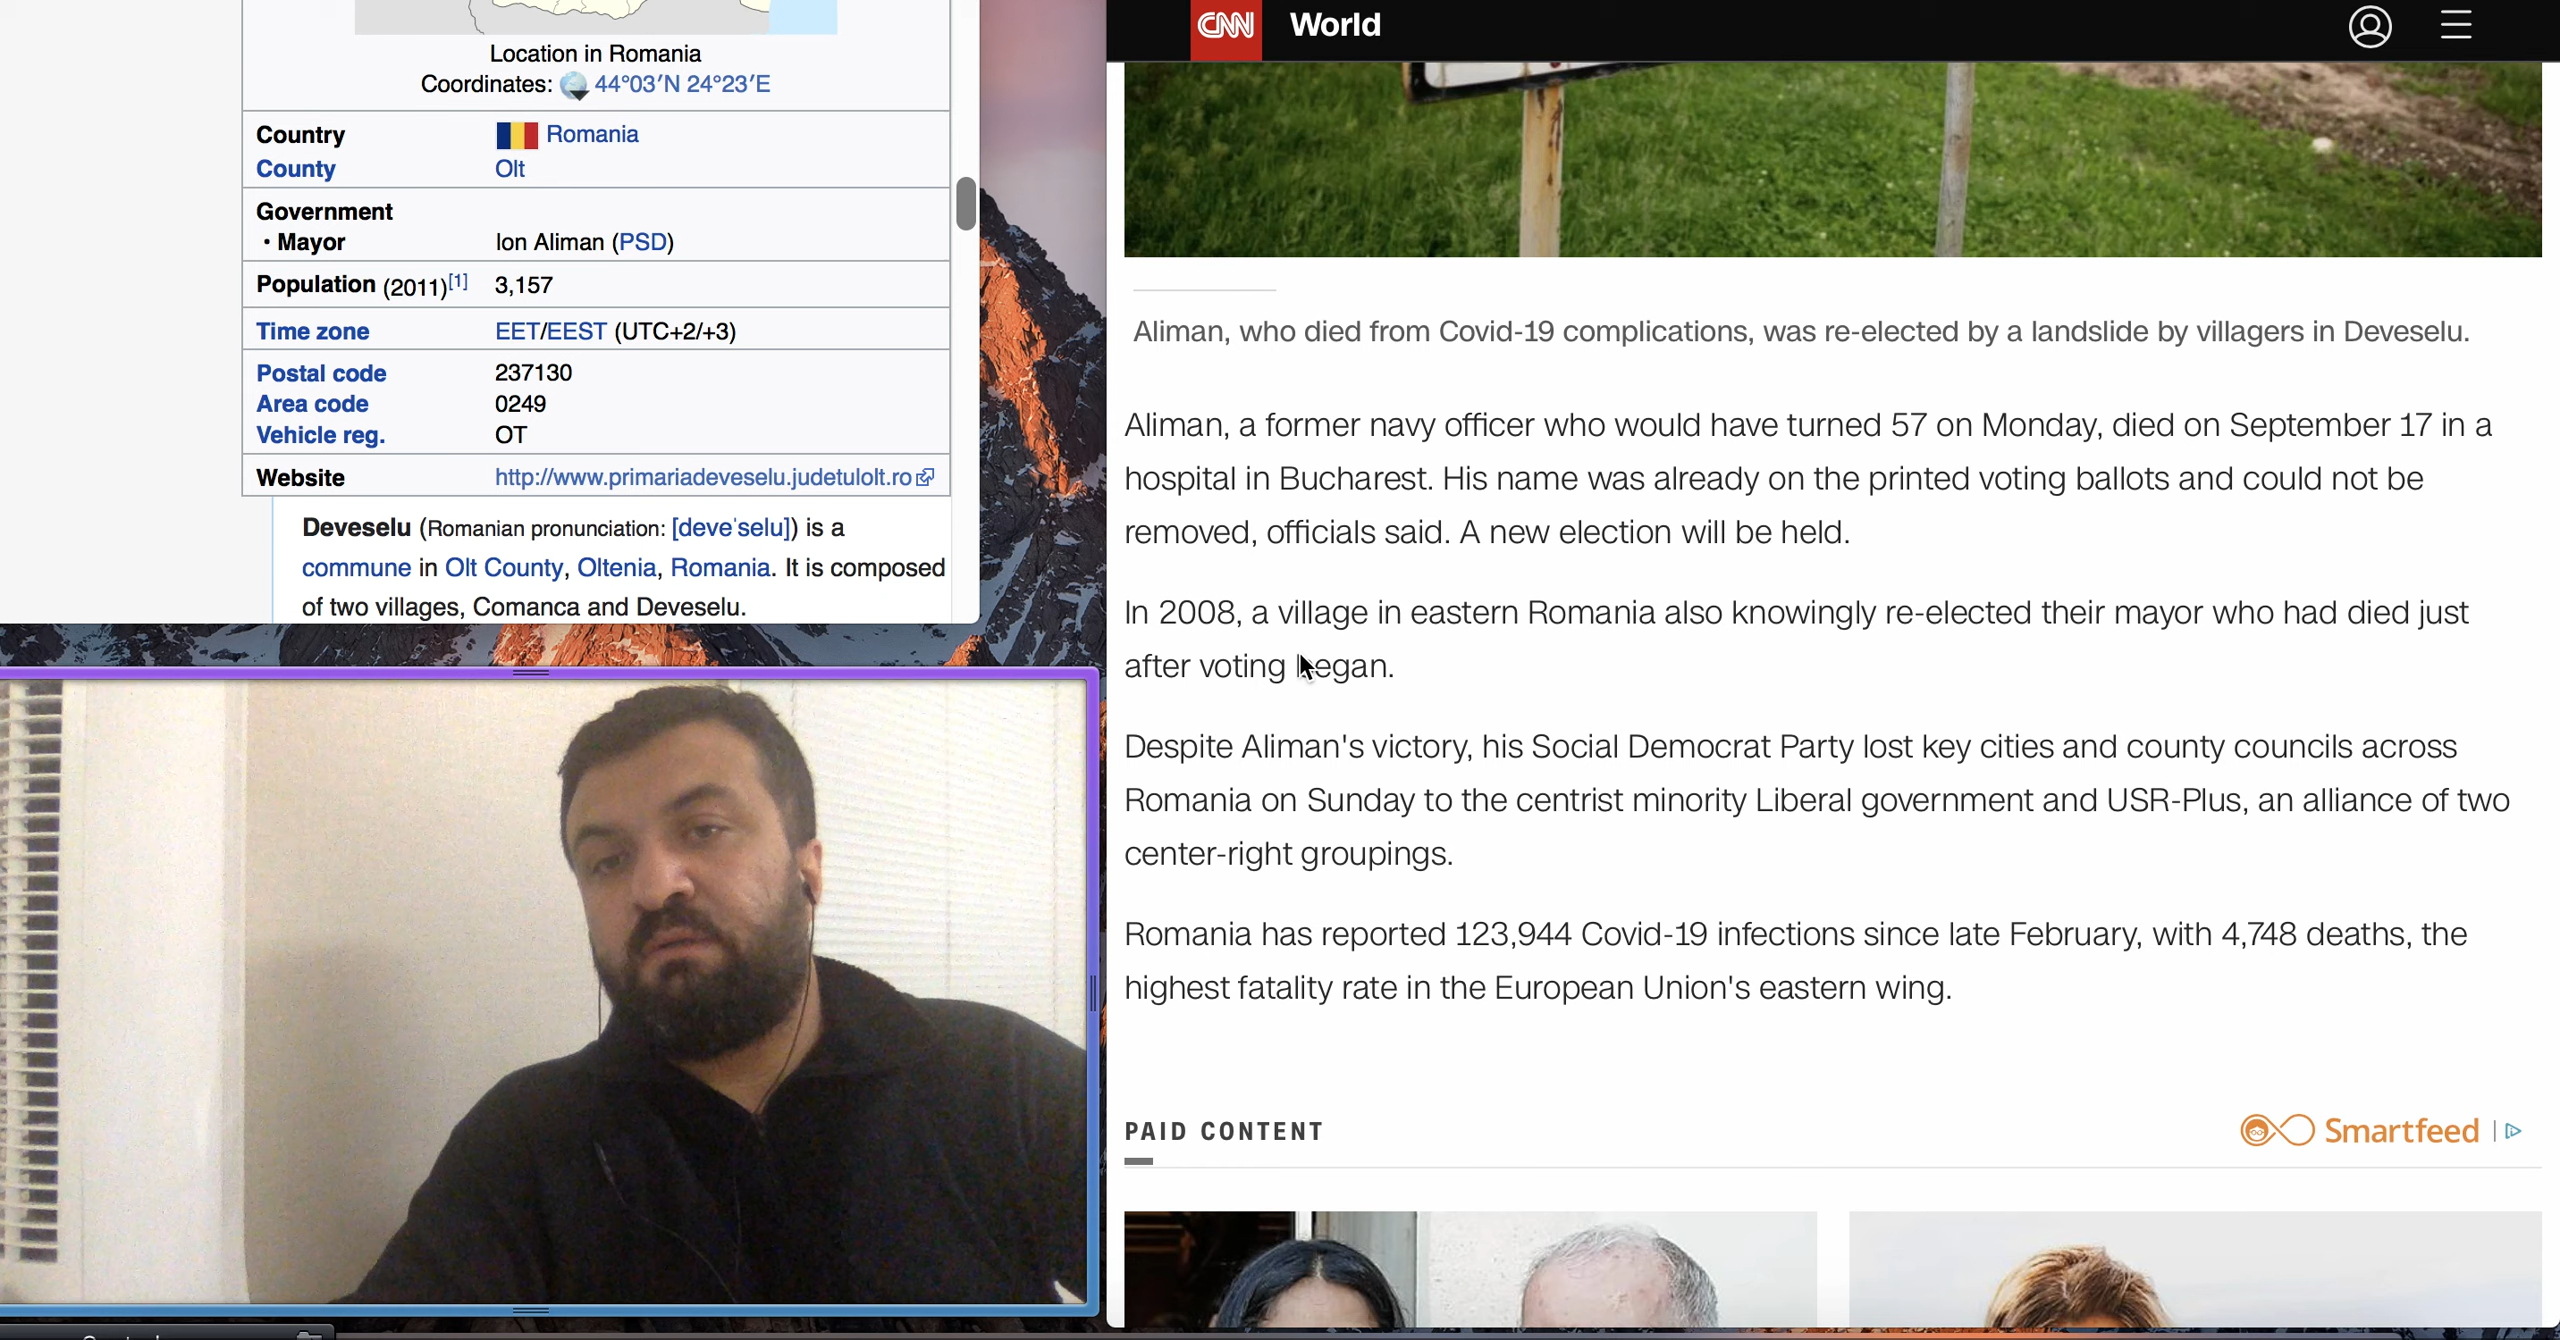 Location in Romania
Coordinates: 44°03′N 24°23′E
Country Romania
County Olt
Government
• Mayor Ion Aliman (PSD)
Population (2011)[1] 3,157
Time zone EET/EEST (UTC+2/+3)
Postal code 237130
Area code 0249
Vehicle reg. OT
Website http://www.primariadeveselu.judetulolt.ro
Deveselu (Romanian pronunciation: [deveˈselu]) is a
commune in Olt County, Oltenia, Romania. It is composed
of two villages, Comanca and Deveselu.
CNN World
Aliman, who died from Covid-19 complications, was re-elected by a landslide by villagers in Deveselu.
Aliman, a former navy officer who would have turned 57 on Monday, died on September 17 in a
hospital in Bucharest. His name was already on the printed voting ballots and could not be
removed, officials said. A new election will be held.
In 2008, a village in eastern Romania also knowingly re-elected their mayor who had died just
after voting began.
Despite Aliman's victory, his Social Democrat Party lost key cities and county councils across
Romania on Sunday to the centrist minority Liberal government and USR-Plus, an alliance of two
center-right groupings.
Romania has reported 123,944 Covid-19 infections since late February, with 4,748 deaths, the
highest fatality rate in the European Union's eastern wing.
PAID CONTENT
Smartfeed